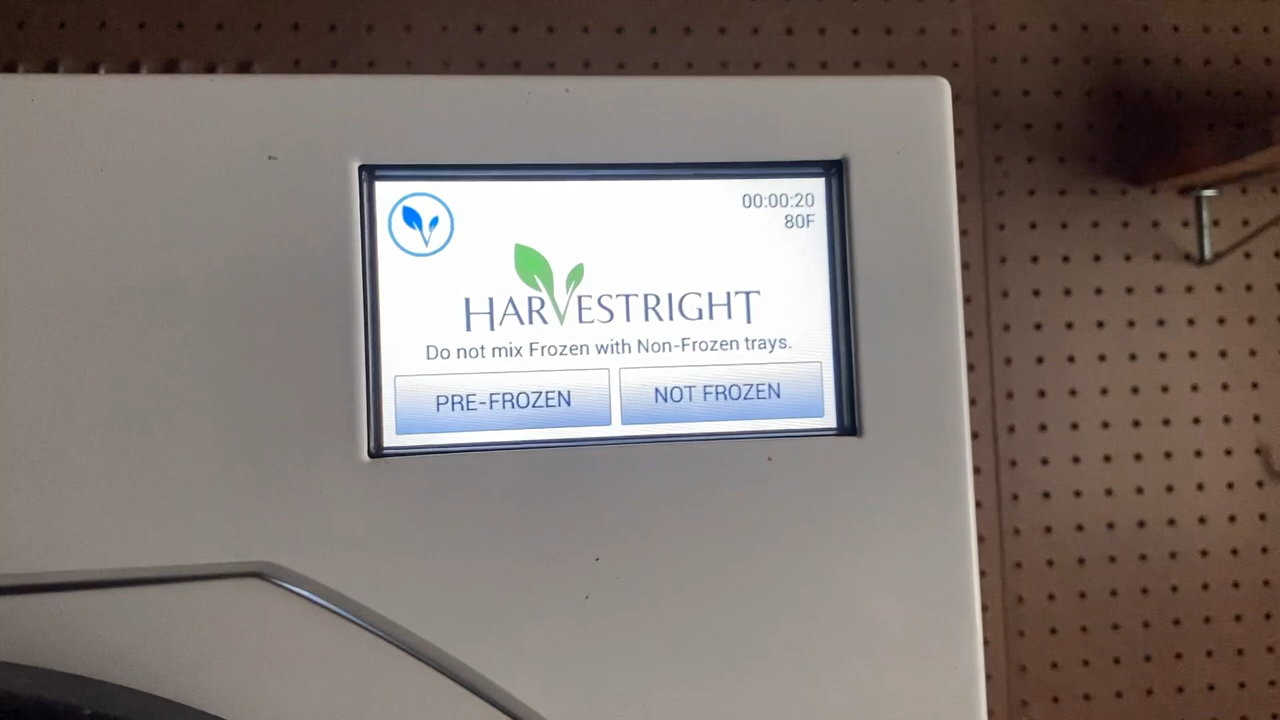 00:00:20
80F
HARVESTRIGHT
Do not mix Frozen with Non-Frozen trays.
PRE-FROZEN
NOT FROZEN